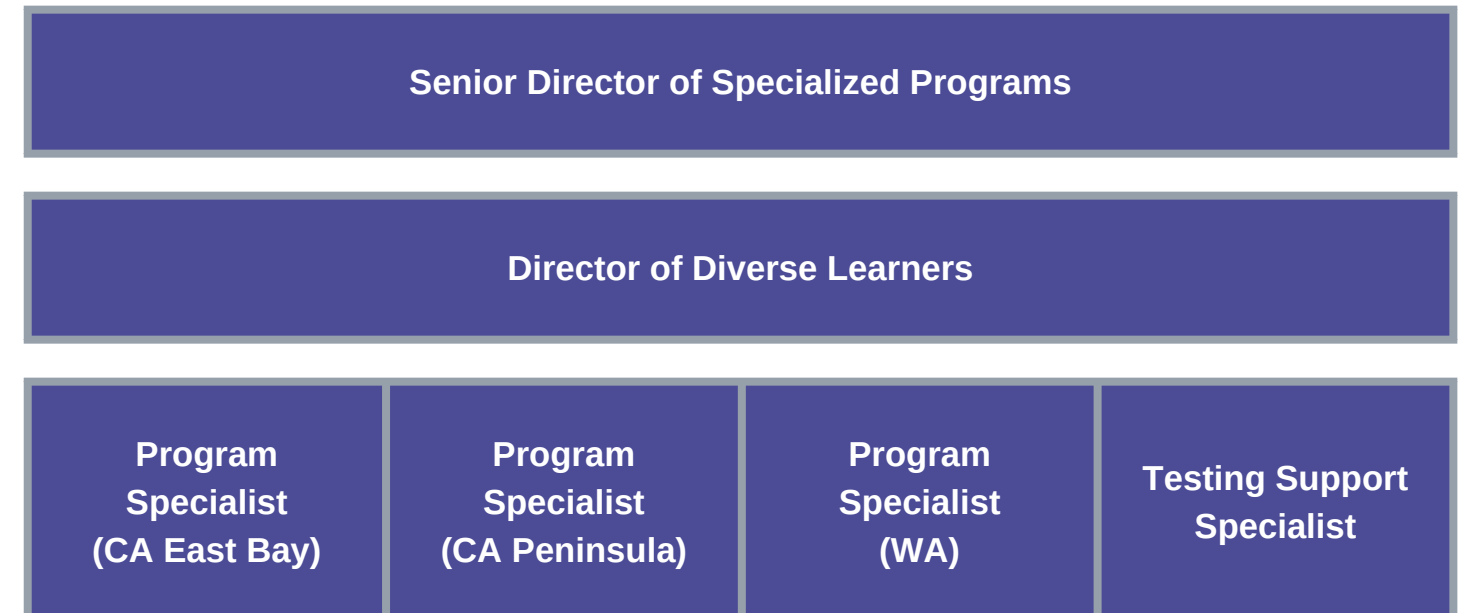 Senior Director of Specialized Programs
Director of Diverse Learners
Program
Specialist
(CA East Bay)
Program
Specialist
(CA Peninsula)
Program
Specialist
(WA)
Testing Support
Specialist